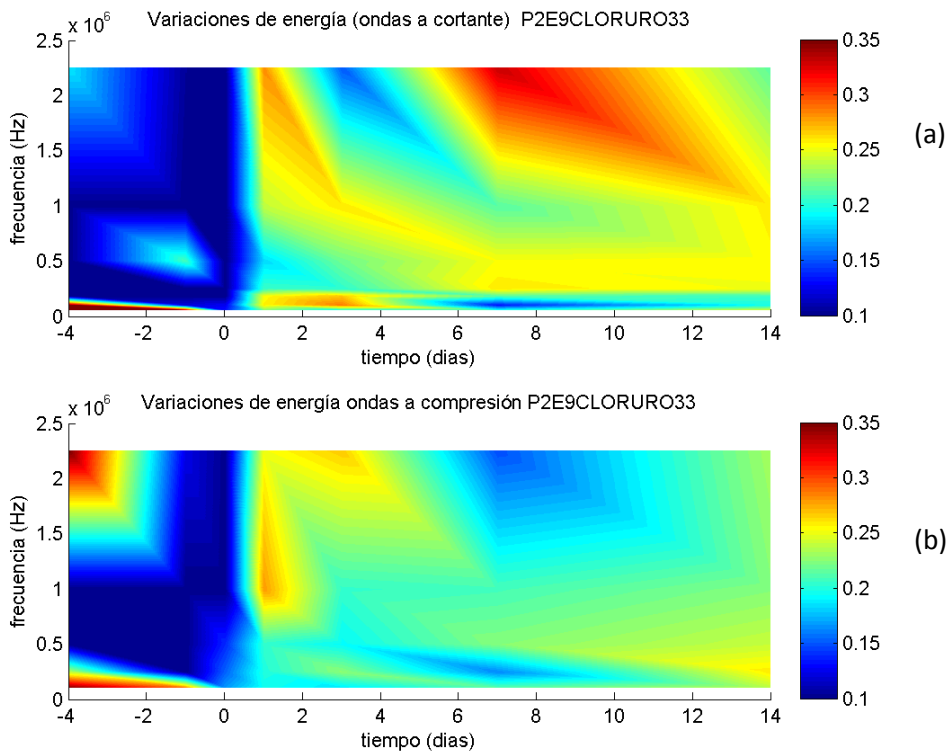 Variaciones de energía (ondas a cortante) P2E9CLORURO33
x 10^6
2.5
2
1.5
1
0.5
0
frecuencia (Hz)
-4 -2 0 2 4 6 8 10 12 14
tiempo (dias)
0.35
0.3
0.25
0.2
0.15
0.1
(a)
Variaciones de energía ondas a compresión P2E9CLORURO33
x 10^6
2.5
2
1.5
1
0.5
0
frecuencia (Hz)
-4 -2 0 2 4 6 8 10 12 14
tiempo (dias)
0.35
0.3
0.25
0.2
0.15
0.1
(b)